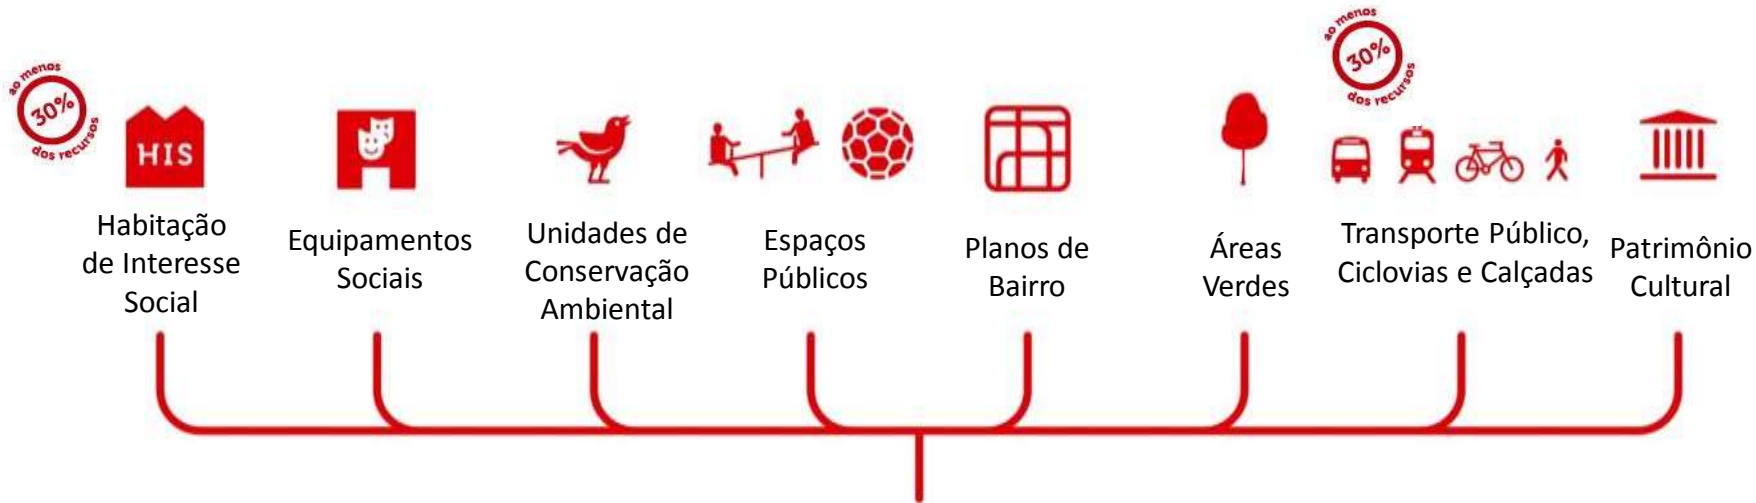 ao menos
30%
dos recursos
HIS
Habitação
de Interesse
Social
Equipamentos
Sociais
Unidades de
Conservação
Ambiental
Espaços
Públicos
Planos de
Bairro
Áreas
Verdes
ao menos
30%
dos recursos
Transporte Público,
Ciclovias e Calçadas
Patrimônio
Cultural